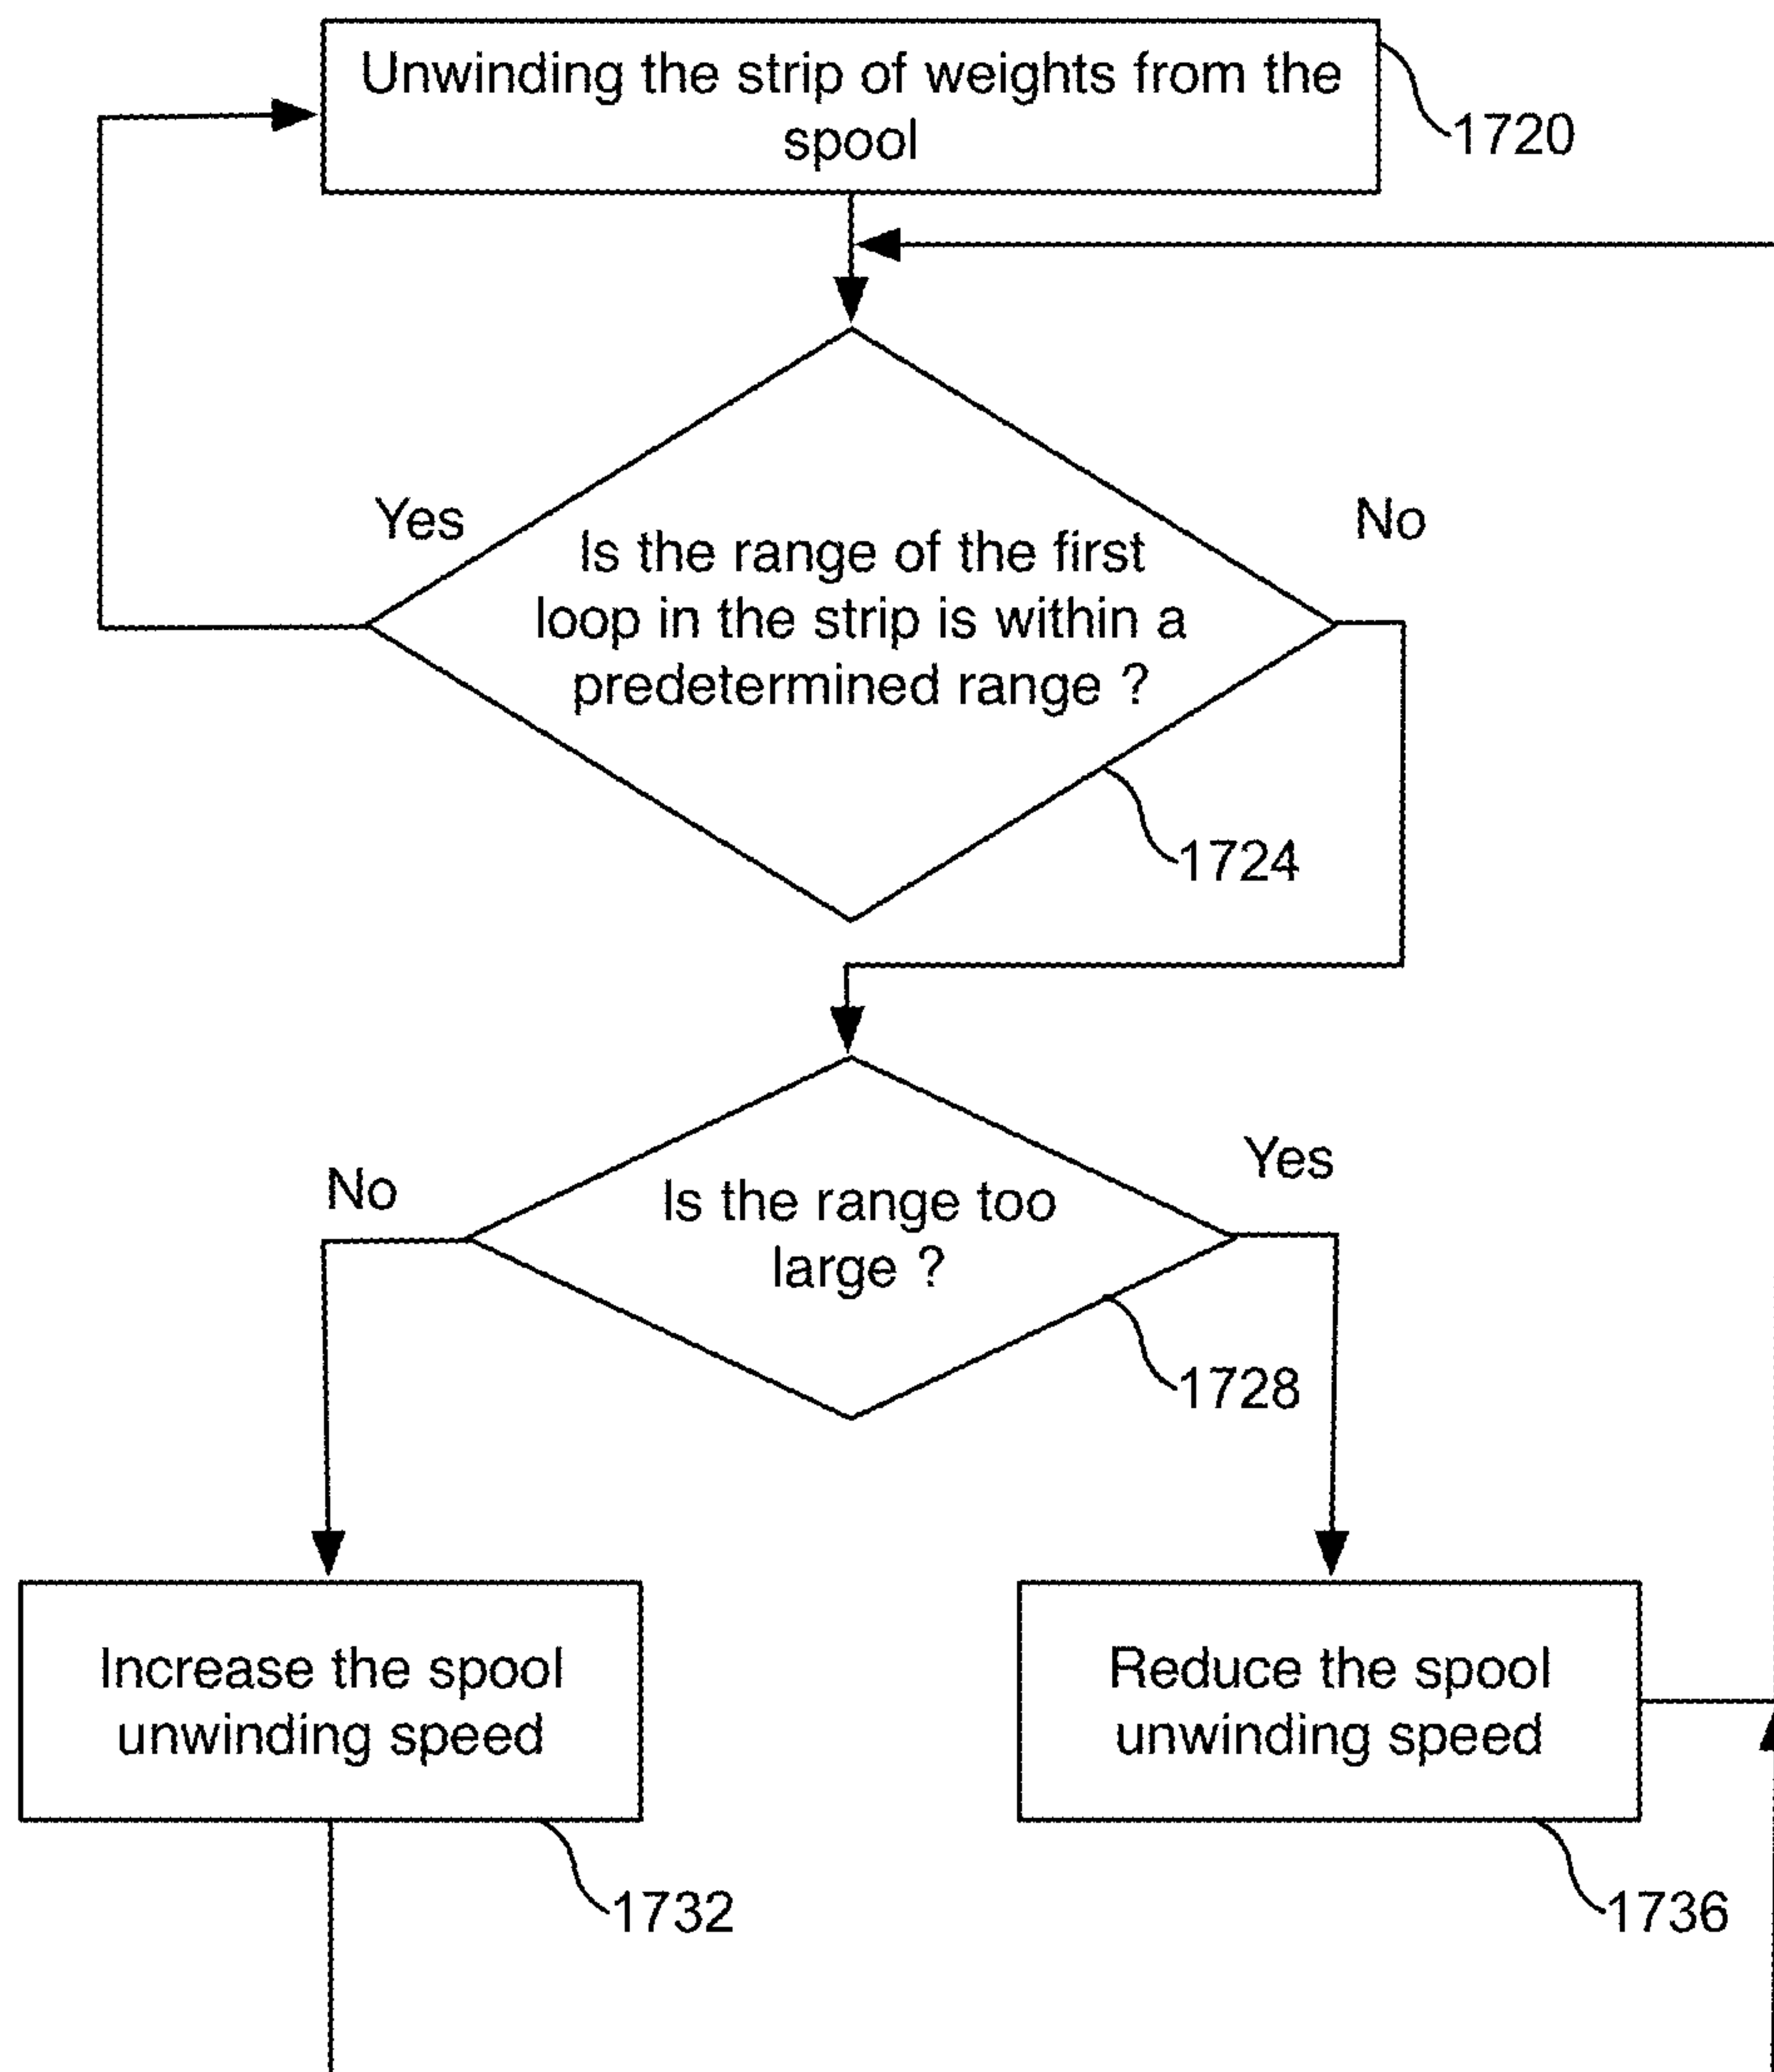 Unwinding the strip of weights from the
spool
1720
Yes
No
Is the range of the first
loop in the strip is within a
predetermined range ?
1724
No
Yes
Is the range too
large ?
1728
Increase the spool
unwinding speed
Reduce the spool
unwinding speed
1732
1736